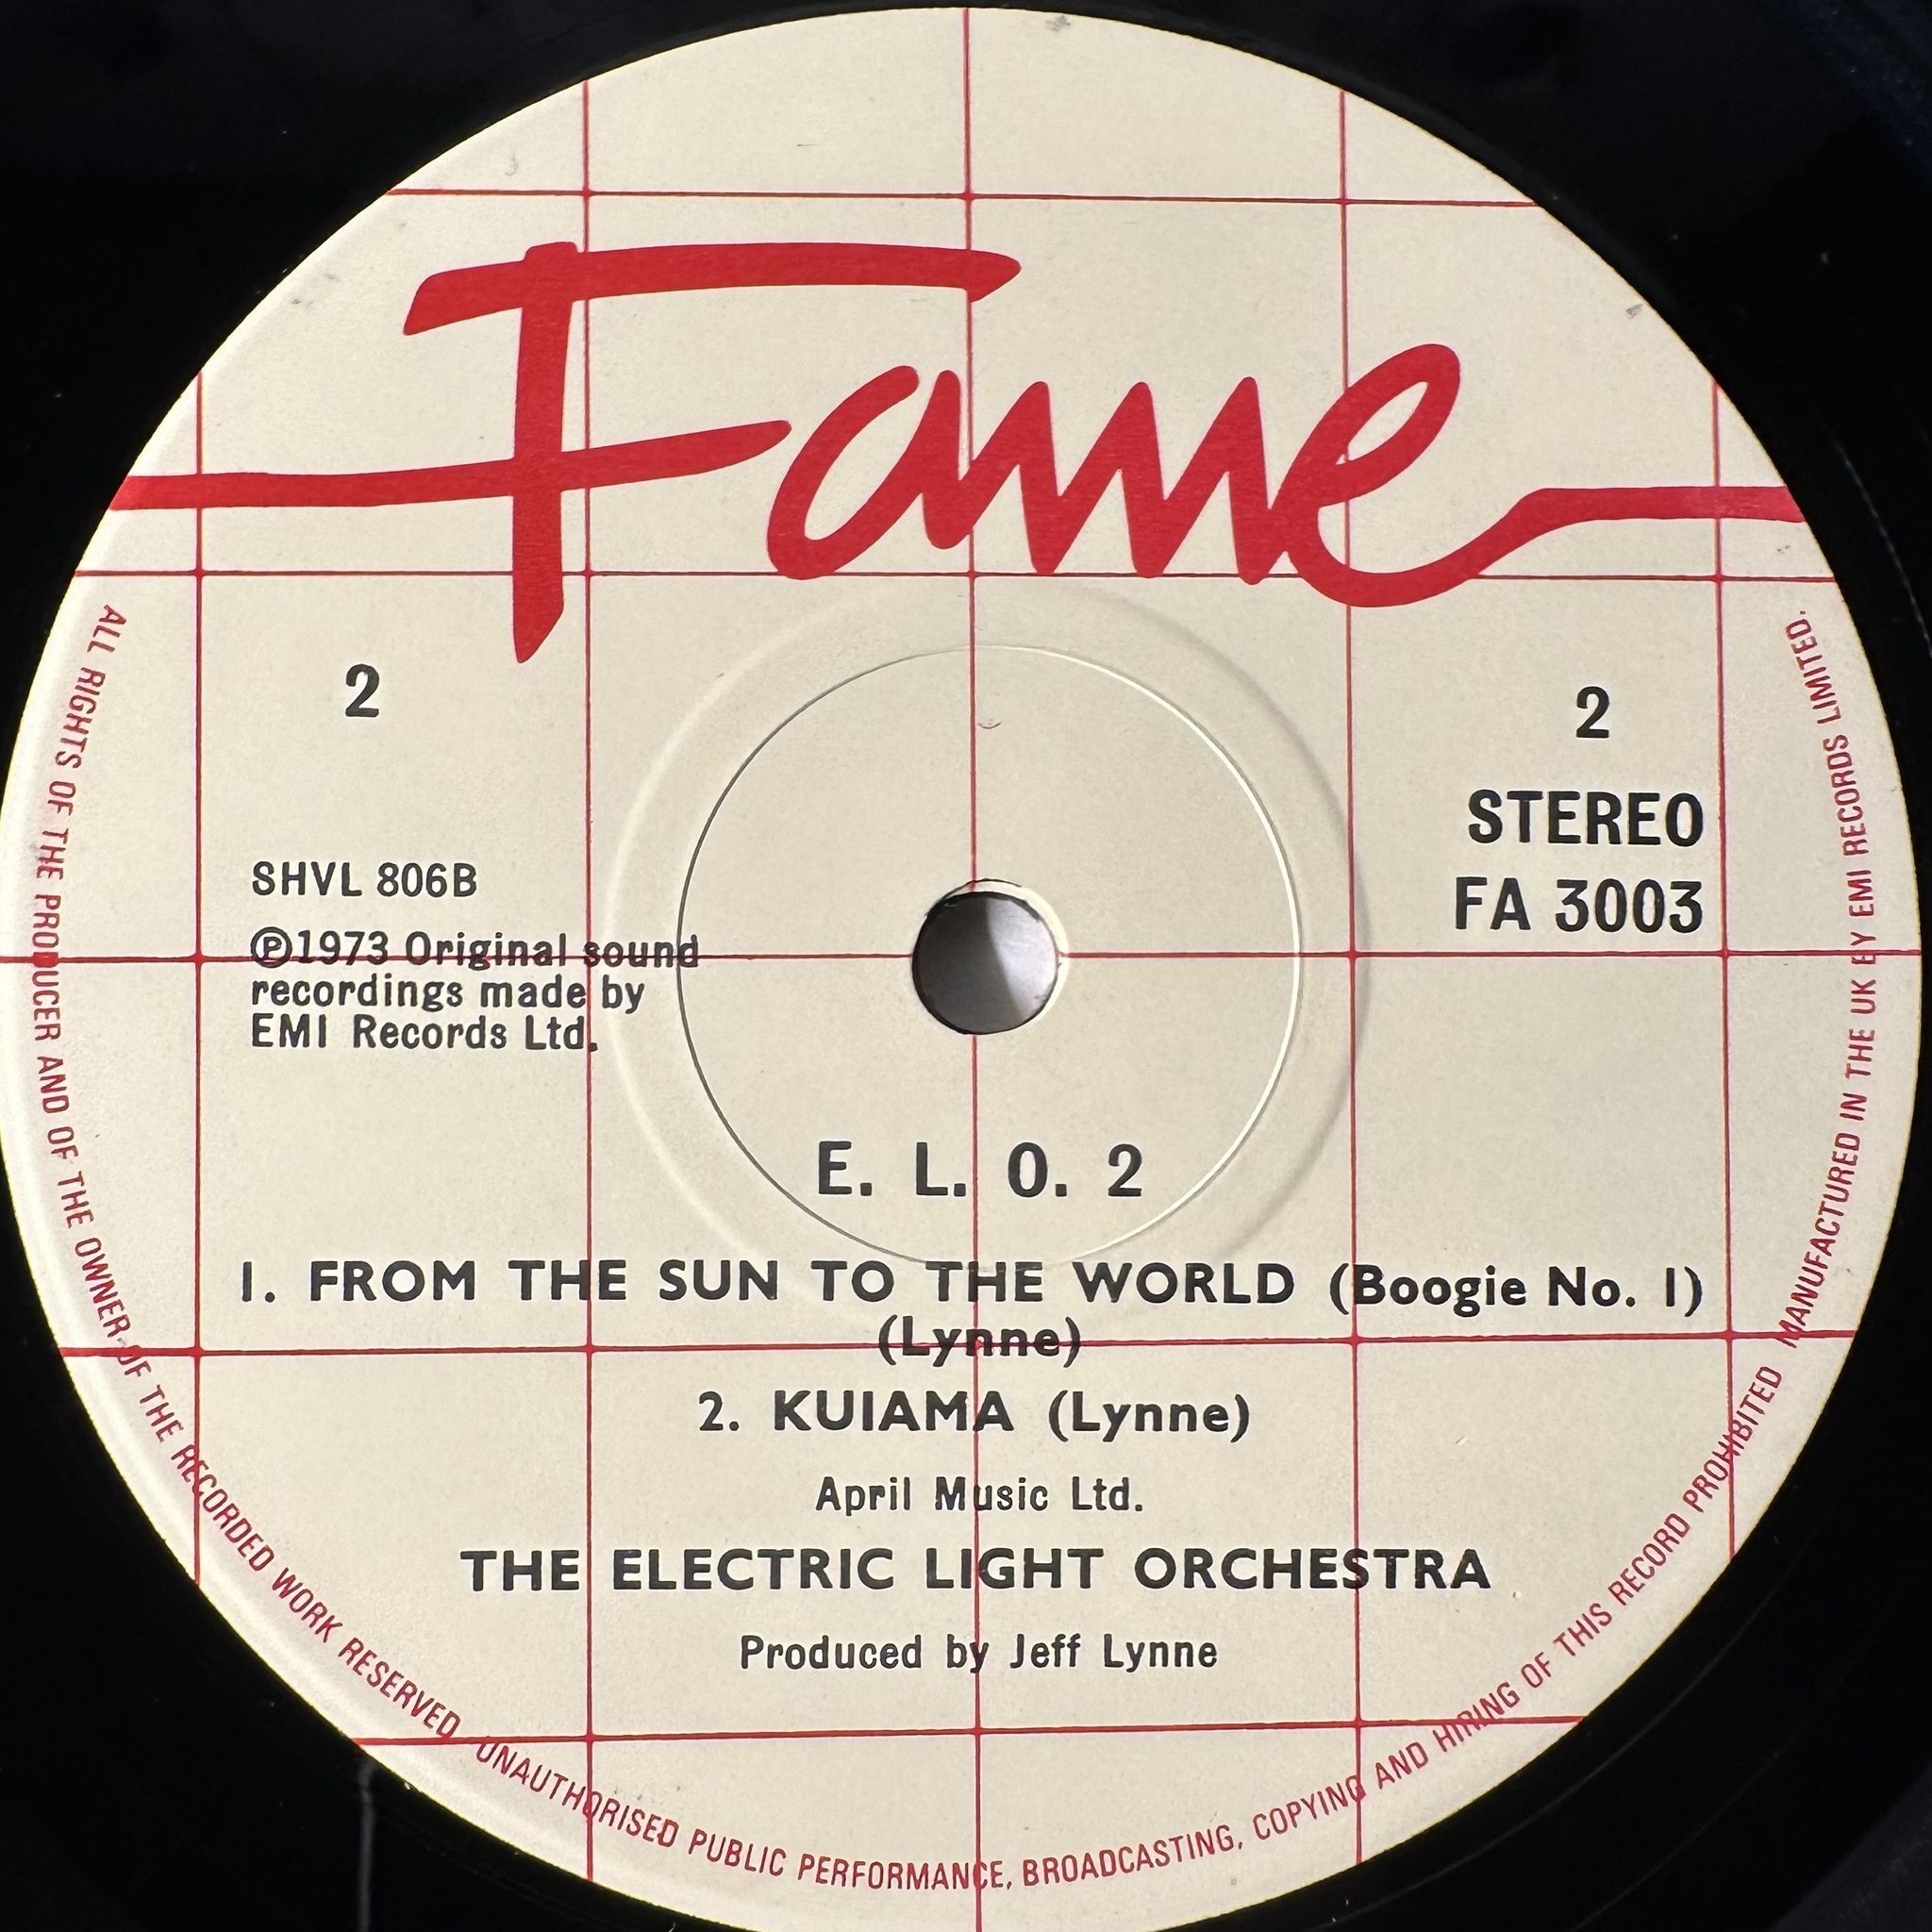 Fame
2
2
STEREO
FA 3003
SHVL 806B
Ⓟ1973 Original sound
recordings made by
EMI Records Ltd.
E. L. O. 2
1. FROM THE SUN TO THE WORLD (Boogie No. 1)
(Lynne)
2. KUIAMA (Lynne)
April Music Ltd.
THE ELECTRIC LIGHT ORCHESTRA
Produced by Jeff Lynne
ALL RIGHTS OF THE PRODUCER AND OF THE OWNER OF THE RECORDED WORK RESERVED UNAUTHORISED PUBLIC PERFORMANCE, BROADCASTING, COPYING AND HIRING OF THIS RECORD PROHIBITED MANUFACTURED IN THE UK BY EMI RECORDS LIMITED.